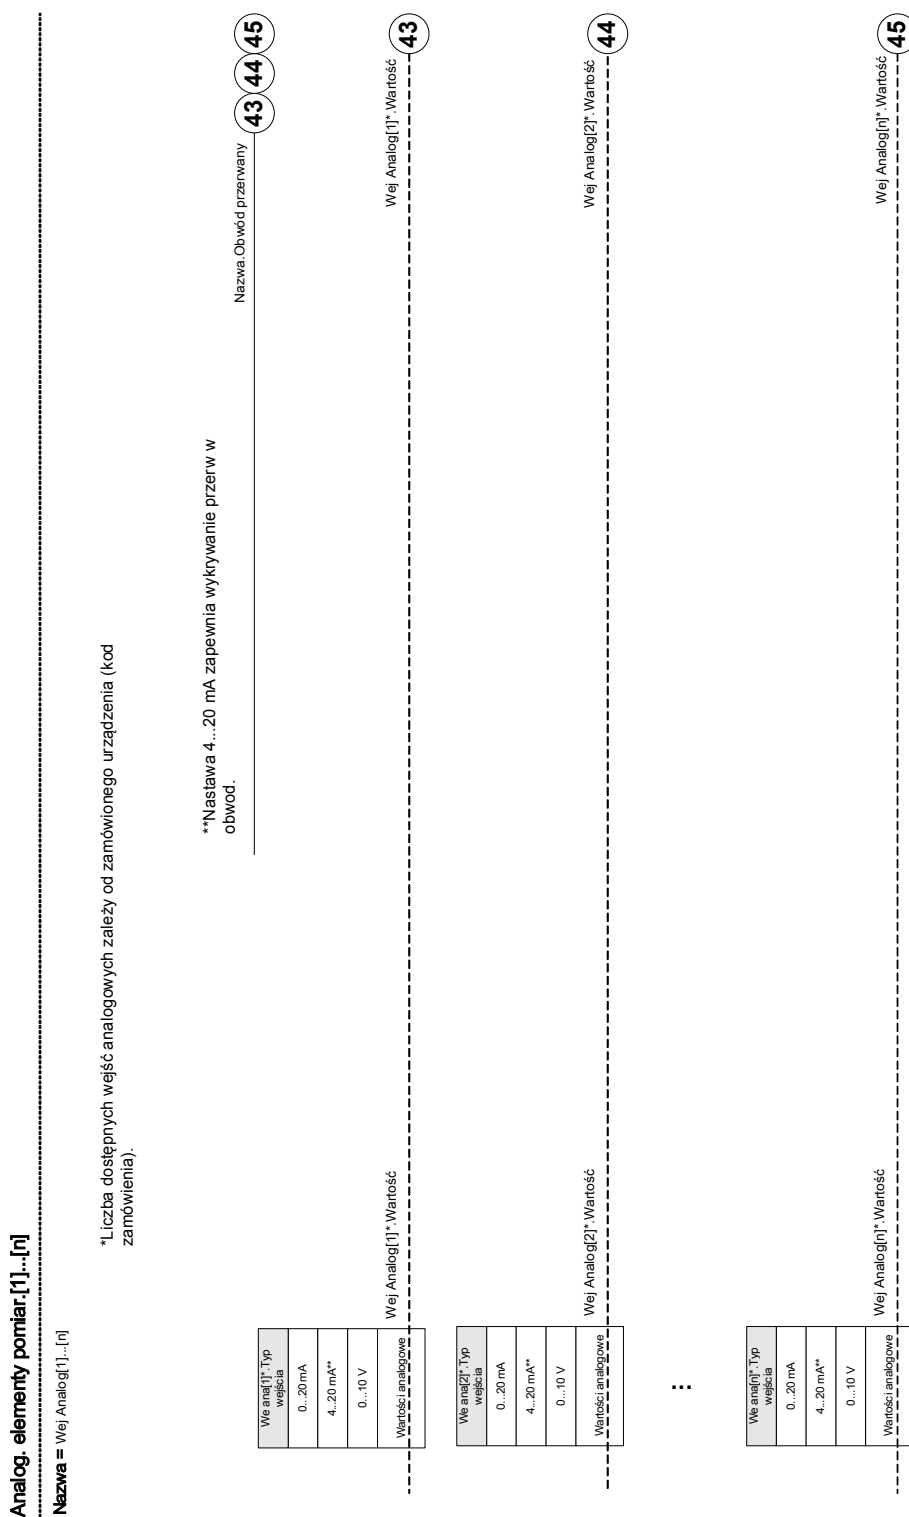 Analog. elementy pomiar.[1]...[n]
Nazwa = Wej Analog[1]...[n]
*Liczba dostępnych wejść analogowych zależy od zamówionego urządzenia (kod
zamówienia).
**Nastawa 4...20 mA zapewnia wykrywanie przerw w
obwod.
Nazwa.Obwód przerwany
43 44 45
We ana[1]*.Typ
wejścia
0...20 mA
4...20 mA**
0...10 V
Wartości analogowe
Wej Analog[1]*.Wartość
Wej Analog[1]*.Wartość
43
We ana[2]*.Typ
wejścia
0...20 mA
4...20 mA**
0...10 V
Wartości analogowe
Wej Analog[2]*.Wartość
Wej Analog[2]*.Wartość
44
...
We ana[n]*.Typ
wejścia
0...20 mA
4...20 mA**
0...10 V
Wartości analogowe
Wej Analog[n]*.Wartość
Wej Analog[n]*.Wartość
45